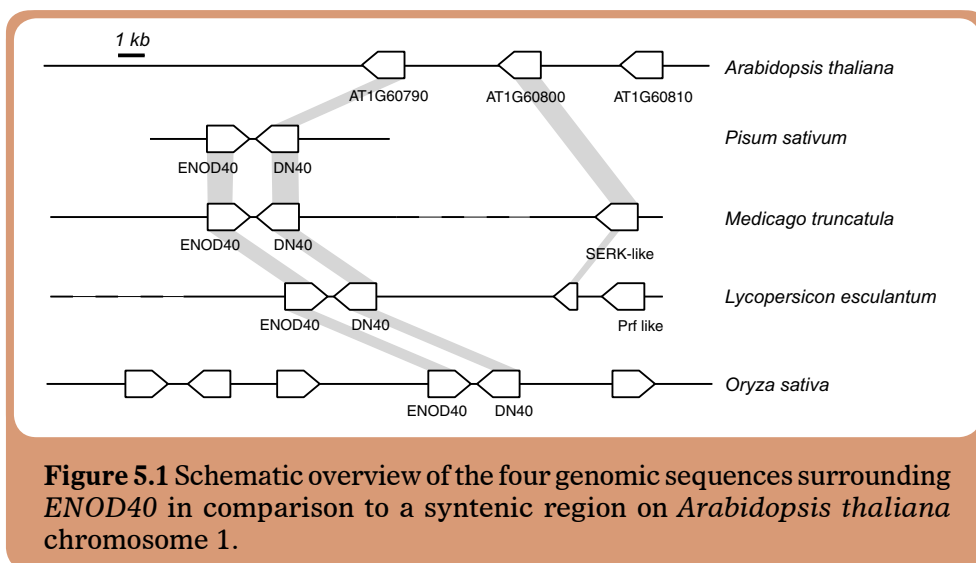 1 kb
Arabidopsis thaliana
AT1G60790 AT1G60800 AT1G60810
Pisum sativum
ENOD40 DN40
Medicago truncatula
ENOD40 DN40
SERK-like
Lycopersicon esculantum
ENOD40 DN40 Prf like
Oryza sativa
ENOD40 DN40
Figure 5.1 Schematic overview of the four genomic sequences surrounding
ENOD40 in comparison to a syntenic region on Arabidopsis thaliana
chromosome 1.